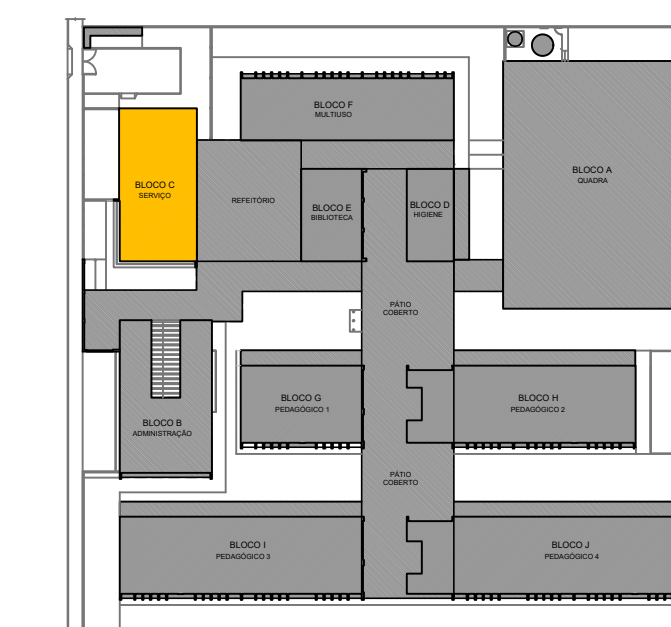 BLOCO F
MULTIUSO
BLOCO A
QUADRA
BLOCO C
SERVIÇO
REFEITÓRIO
BLOCO E
BIBLIOTECA
BLOCO D
HIGIENE
PÁTIO
COBERTO
BLOCO G
PEDAGÓGICO 1
BLOCO H
PEDAGÓGICO 2
BLOCO B
ADMINISTRAÇÃO
PÁTIO
COBERTO
BLOCO I
PEDAGÓGICO 3
BLOCO J
PEDAGÓGICO 4